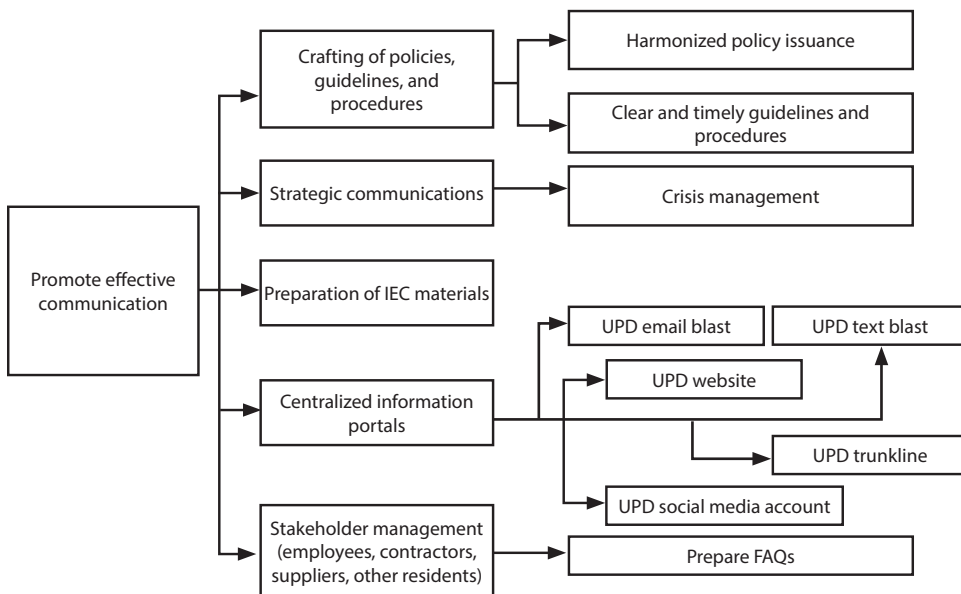 Promote effective
communication
Crafting of policies,
guidelines, and
procedures
Harmonized policy issuance
Clear and timely guidelines and
procedures
Strategic communications
Crisis management
Preparation of IEC materials
Centralized information
portals
UPD email blast
UPD text blast
UPD website
UPD trunkline
UPD social media account
Stakeholder management
(employees, contractors,
suppliers, other residents)
Prepare FAQs